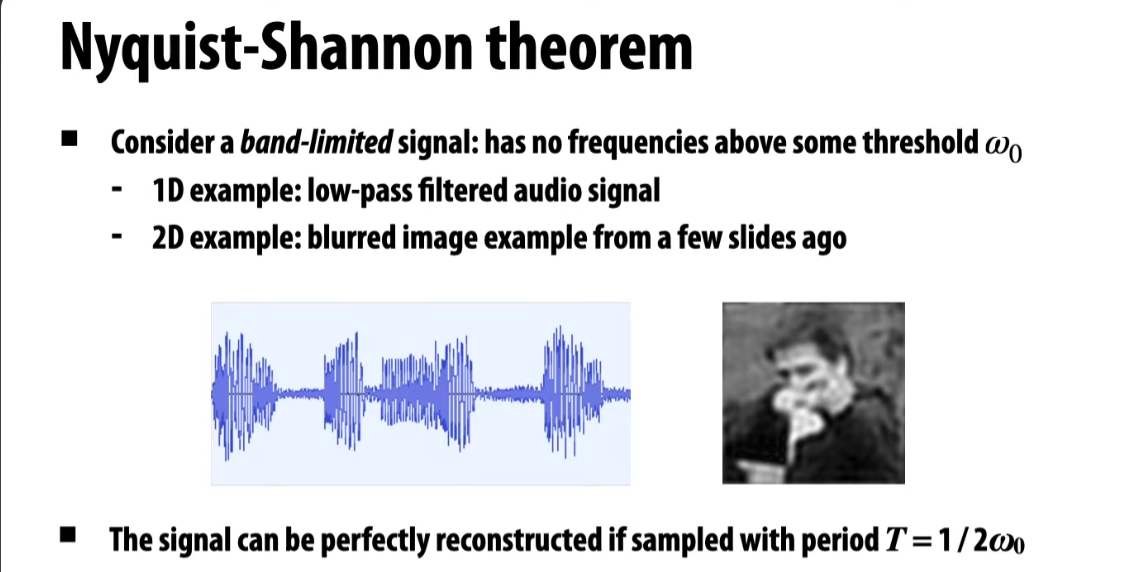 Nyquist-Shannon theorem
■ Consider a band-limited signal: has no frequencies above some threshold ω₀
- 1D example: low-pass filtered audio signal
- 2D example: blurred image example from a few slides ago
■ The signal can be perfectly reconstructed if sampled with period T = 1 / 2ω₀